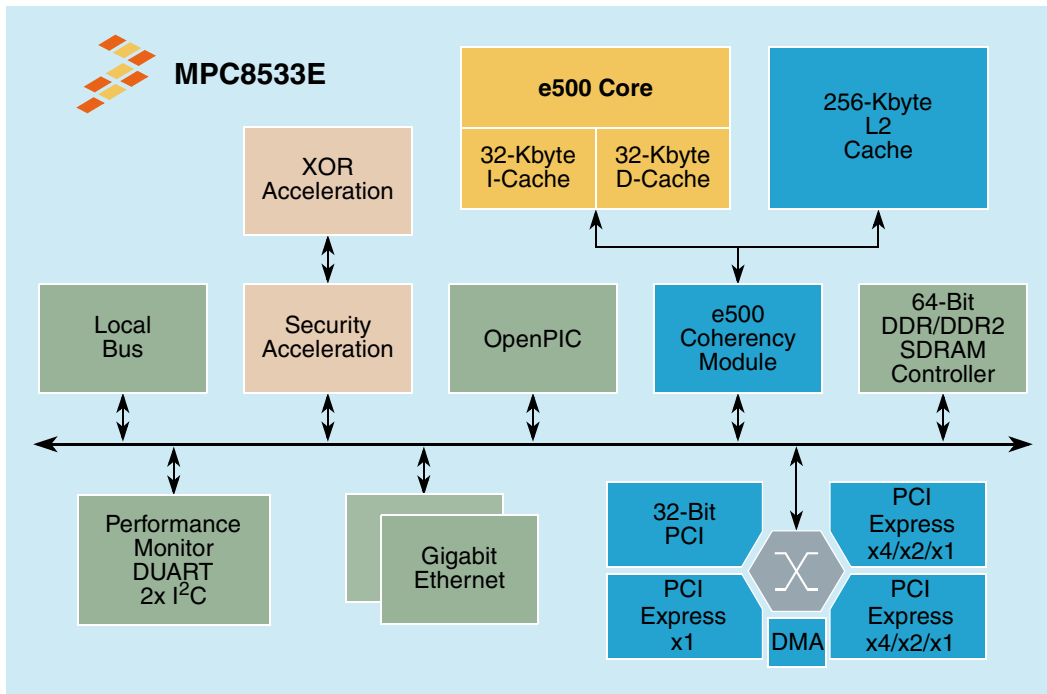 MPC8533E
e500 Core
32-Kbyte
I-Cache
32-Kbyte
D-Cache
256-Kbyte
L2
Cache
XOR
Acceleration
Local
Bus
Security
Acceleration
OpenPIC
e500
Coherency
Module
64-Bit
DDR/DDR2
SDRAM
Controller
Performance
Monitor
DUART
2x I²C
Gigabit
Ethernet
32-Bit
PCI
PCI
Express
x4/x2/x1
PCI
Express
x1
DMA
PCI
Express
x4/x2/x1